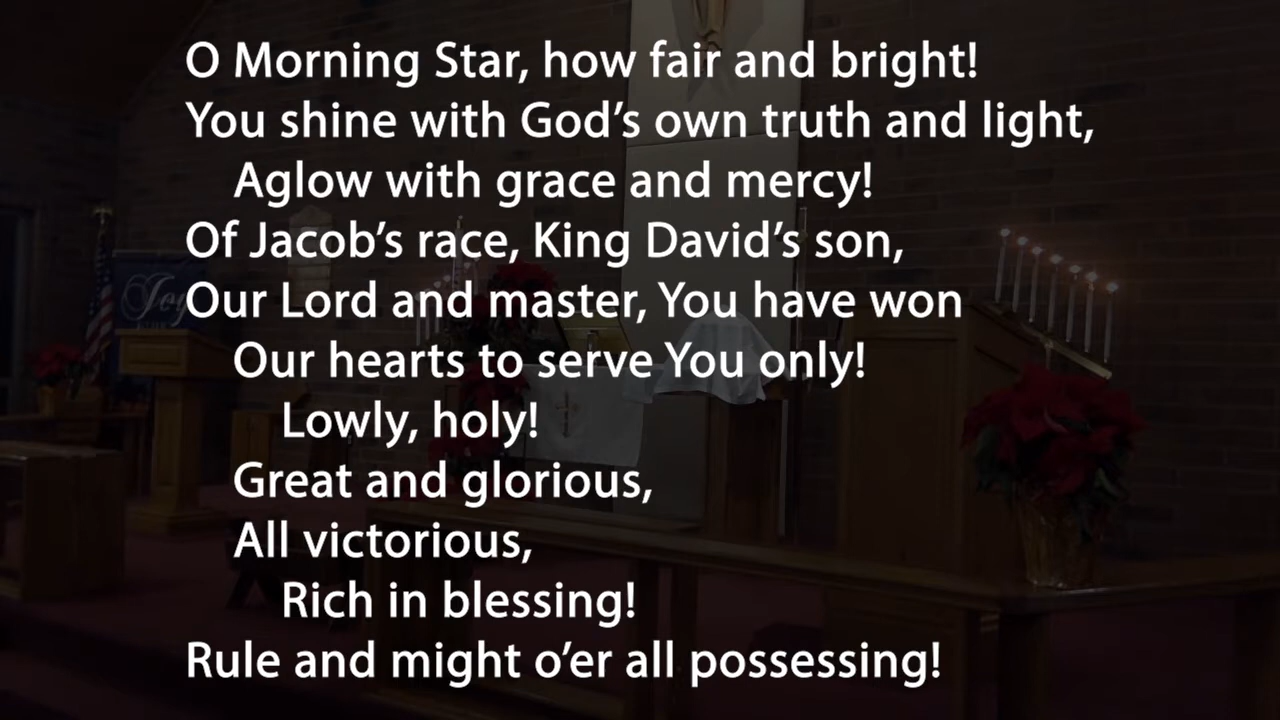 O Morning Star, how fair and bright!
You shine with God’s own truth and light,
Aglow with grace and mercy!
Of Jacob’s race, King David’s son,
Our Lord and master, You have won
Our hearts to serve You only!
Lowly, holy!
Great and glorious,
All victorious,
Rich in blessing!
Rule and might o’er all possessing!
Joy